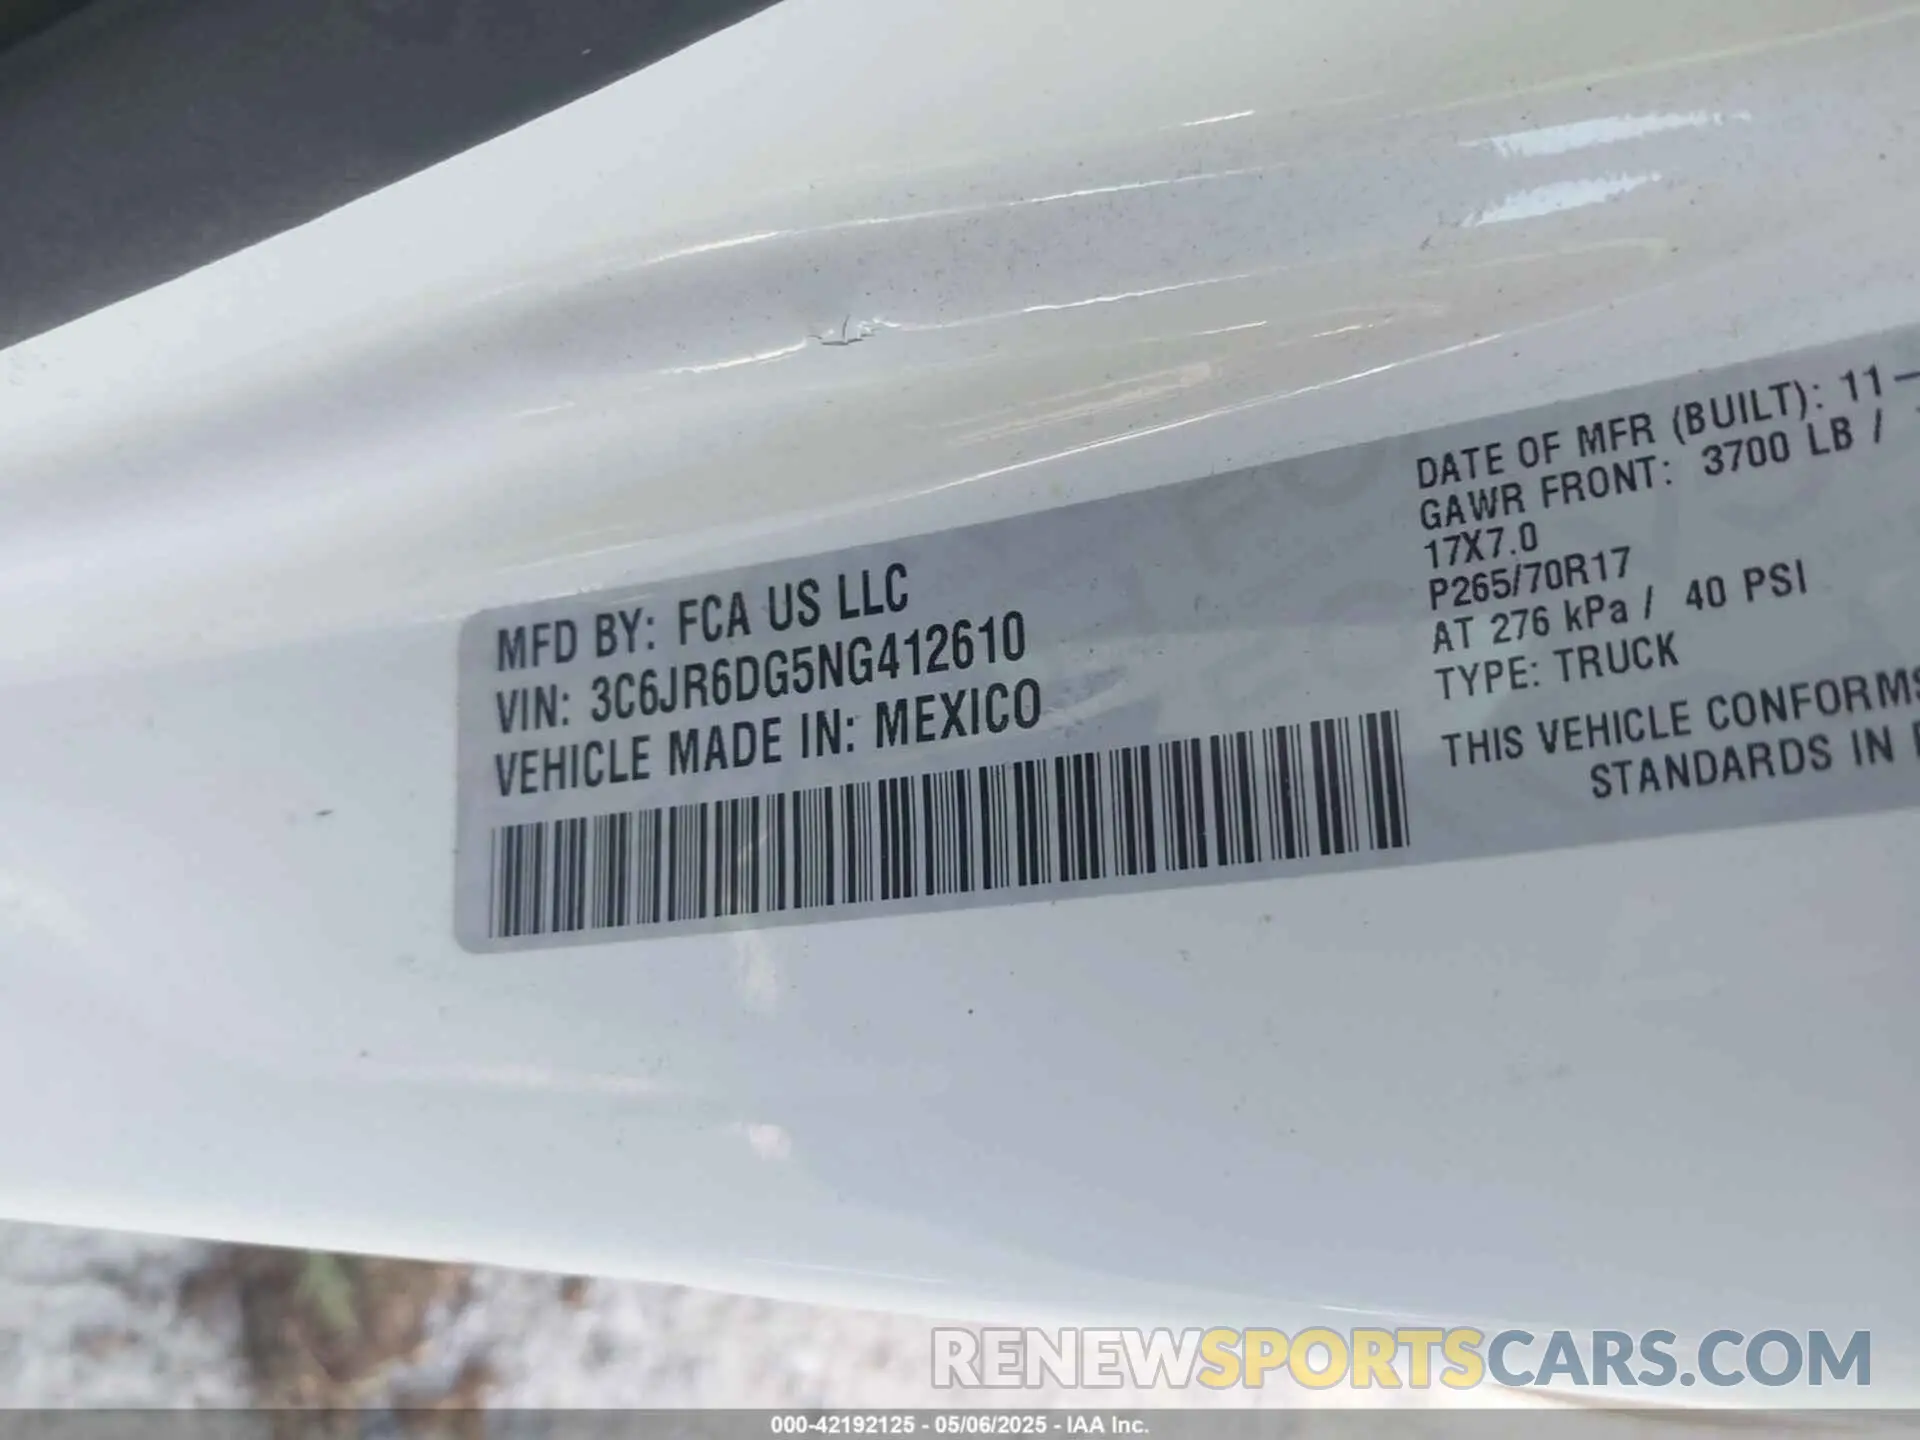 MFD BY: FCA US LLC
VIN: 3C6JR6DG5NG412610
VEHICLE MADE IN: MEXICO
DATE OF MFR (BUILT): 11-
GAWR FRONT: 3700 LB /
17X7.0
P265/70R17
AT 276 kPa / 40 PSI
TYPE: TRUCK
THIS VEHICLE CONFORMS
STANDARDS IN
RENEWSPORTSCARS.COM
000-42192125 - 05/06/2025 - IAA Inc.